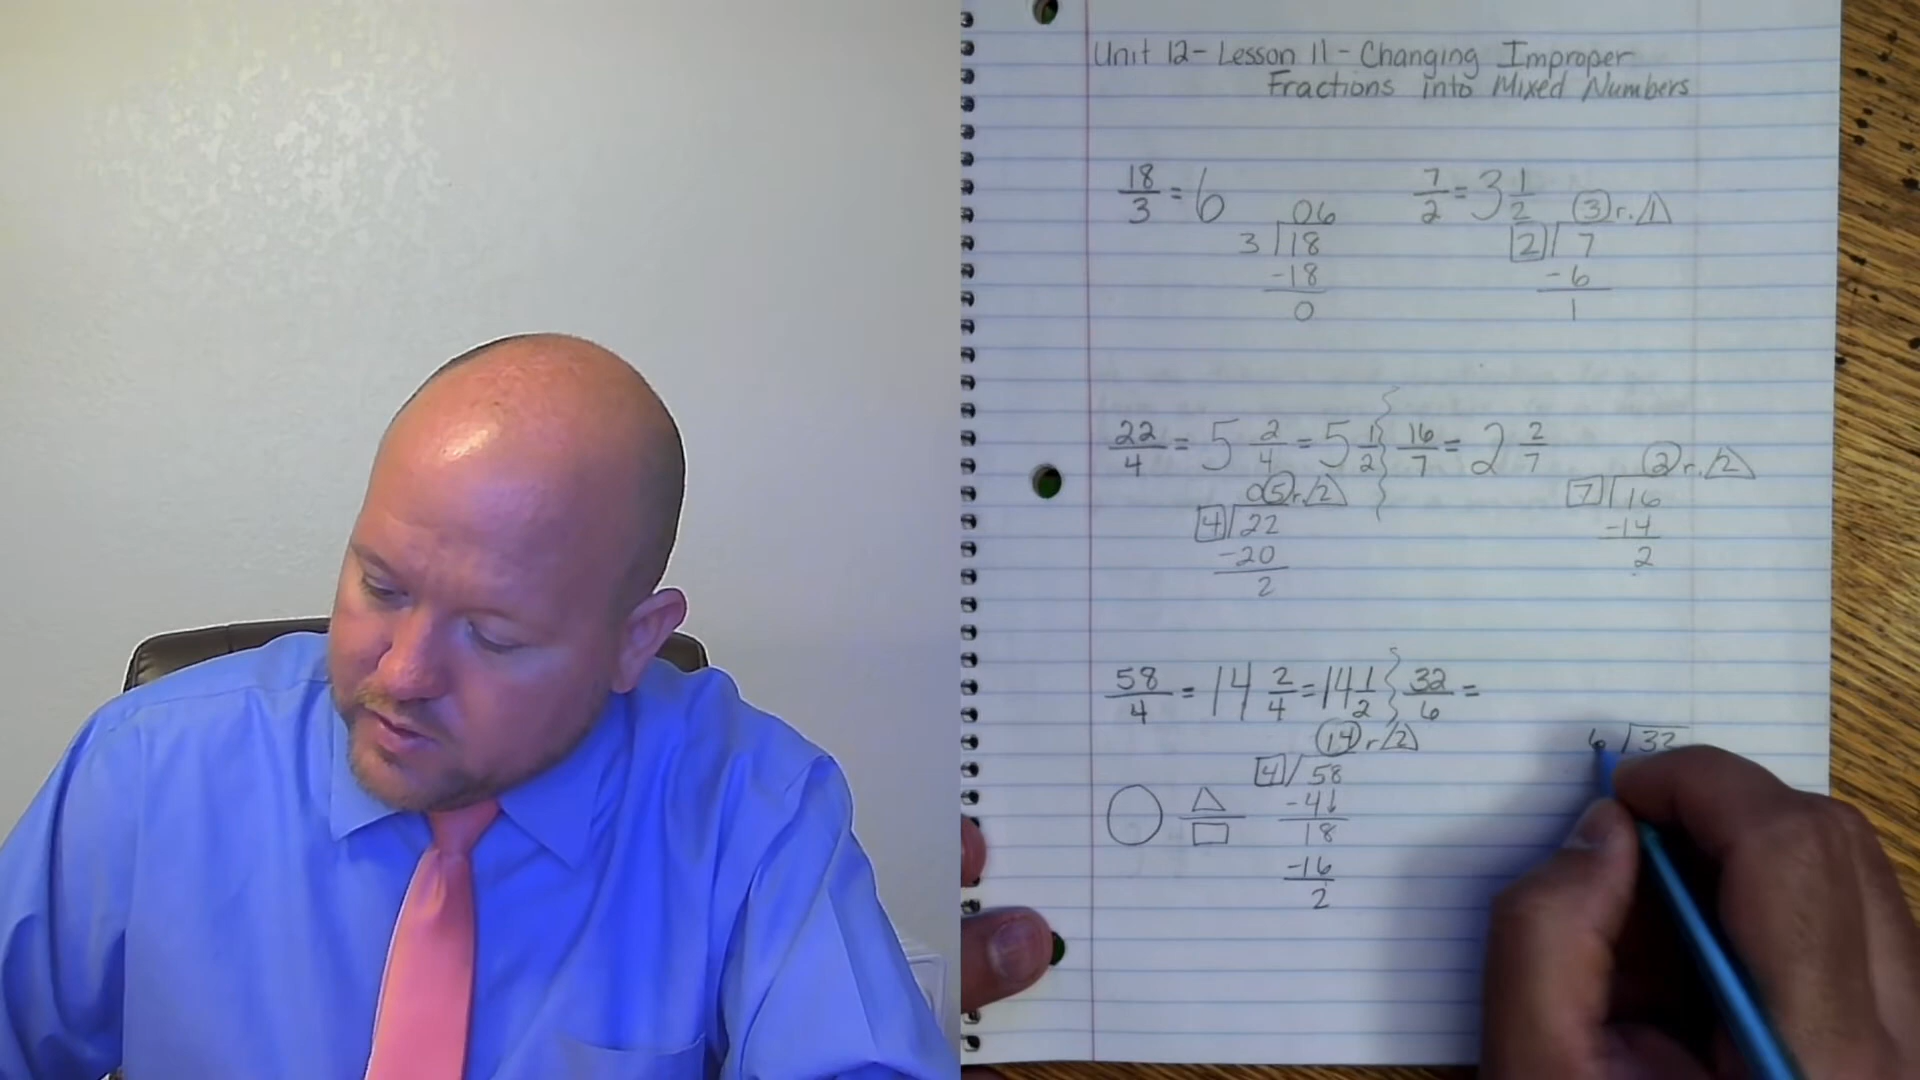 Unit 12 - Lesson 11 - Changing Improper
Fractions into Mixed Numbers
18/3 = 6
06
3 18
-18
0
7/2 = 3 1/2
3 r. 1
2 7
-6
1
22/4 = 5 2/4 = 5 1/2
05 r. 2
4 22
-20
2
16/7 = 2 2/7
2 r. 2
7 16
-14
2
58/4 = 14 2/4 = 14 1/2
14 r 2
4 58
-4↓
18
-16
2
32/6 =
6 32